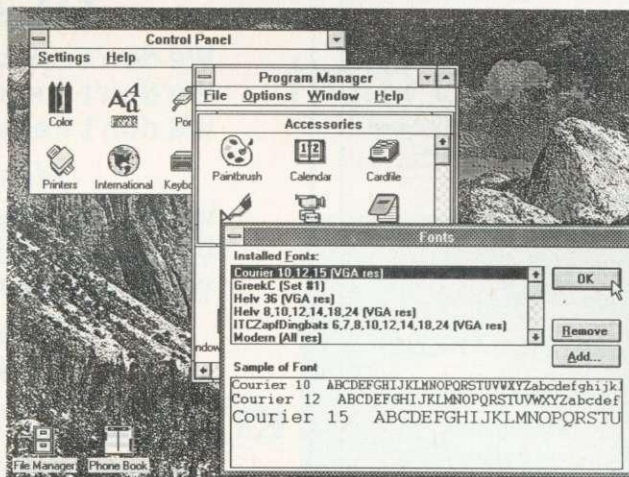 Control Panel
Settings Help
Color
Printers International
Program Manager
File Options Window Help
Accessories
Paintbrush Calendar Cardfile
Fonts
Installed Fonts:
Courier 10,12,15 (VGA res)
GreekC (Set #1)
Helv 36 (VGA res)
Helv 8,10,12,14,18,24 (VGA res)
ITCZapfDingbats 6,7,8,10,12,14,18,24 (VGA res)
Modern (All res)
OK
Remove
Add...
Sample of Font
Courier 10 ABCDEFGHIJKLMNOPQRSTUVWXYZabcdefghijk
Courier 12 ABCDEFGHIJKLMNOPQRSTUVWXYZabcdef
Courier 15 ABCDEFGHIJKLMNOPQRSTU
File Manager Phone Book